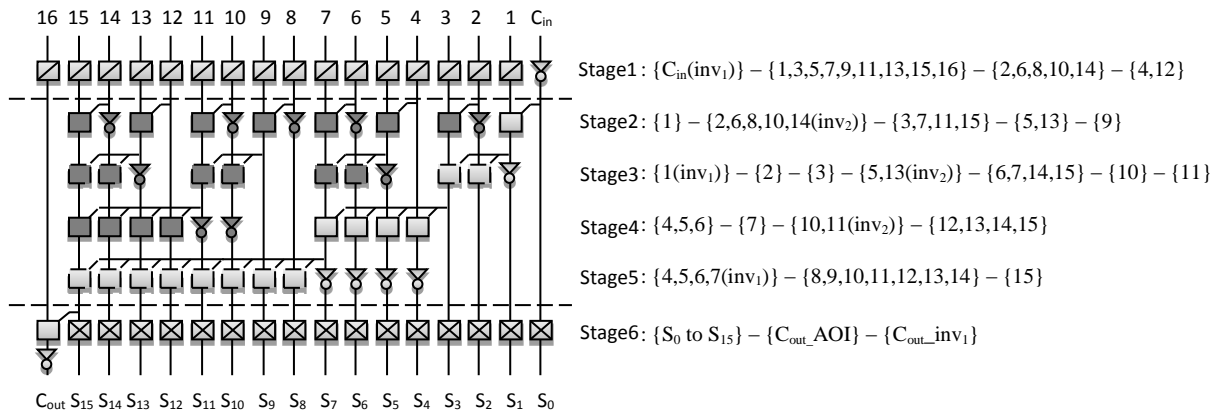 16 15 14 13 12 11 10 9 8 7 6 5 4 3 2 1 Cin
Stage1: {Cin(inv1)} – {1,3,5,7,9,11,13,15,16} – {2,6,8,10,14} – {4,12}
Stage2: {1} – {2,6,8,10,14(inv2)} – {3,7,11,15} – {5,13} – {9}
Stage3: {1(inv1)} – {2} – {3} – {5,13(inv2)} – {6,7,14,15} – {10} – {11}
Stage4: {4,5,6} – {7} – {10,11(inv2)} – {12,13,14,15}
Stage5: {4,5,6,7(inv1)} – {8,9,10,11,12,13,14} – {15}
Stage6: {S0 to S15} – {Cout_AOI} – {Cout_inv1}
Cout S15 S14 S13 S12 S11 S10 S9 S8 S7 S6 S5 S4 S3 S2 S1 S0